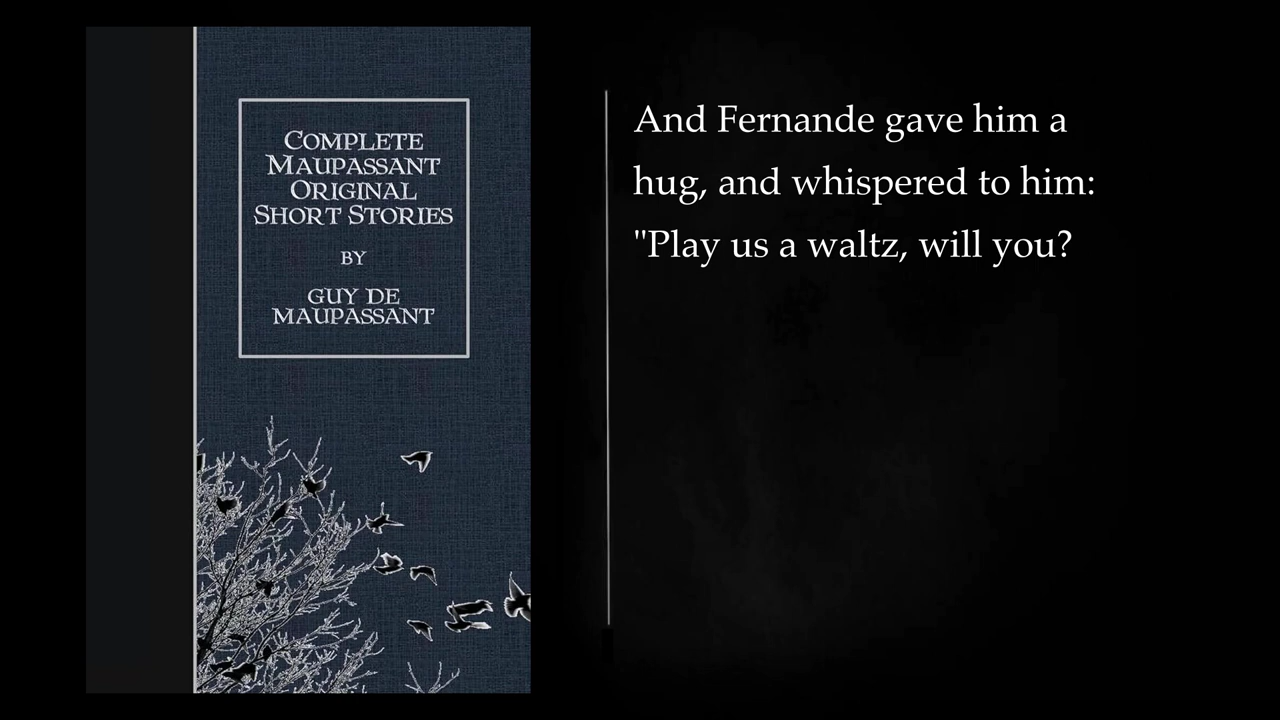 COMPLETE
MAUPASSANT
ORIGINAL
SHORT STORIES
BY
GUY DE
MAUPASSANT
And Fernande gave him a
hug, and whispered to him:
"Play us a waltz, will you?